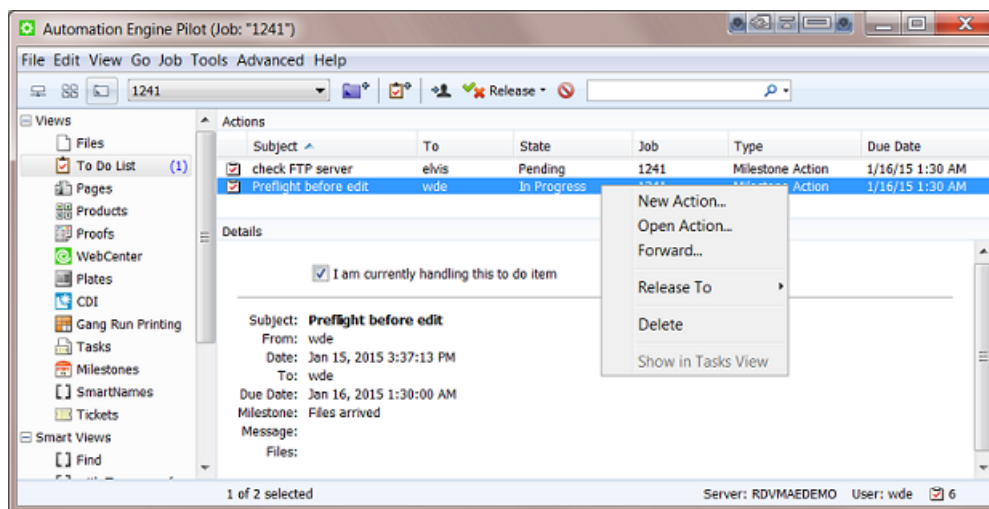 Automation Engine Pilot (Job: "1241")
File Edit View Go Job Tools Advanced Help
1241 Release
Views
Files
To Do List (1)
Pages
Products
Proofs
WebCenter
Plates
CDI
Gang Run Printing
Tasks
Milestones
SmartNames
Tickets
Smart Views
Find
Actions
Subject To State Job Type Due Date
check FTP server elvis Pending 1241 Milestone Action 1/16/15 1:30 AM
Preflight before edit wde In Progress 1241 Milestone Action 1/16/15 1:30 AM
New Action...
Open Action...
Forward...
Release To
Delete
Show in Tasks View
Details
I am currently handling this to do item
Subject: Preflight before edit
From: wde
Date: Jan 15, 2015 3:37:13 PM
To: wde
Due Date: Jan 16, 2015 1:30:00 AM
Milestone: Files arrived
Message:
Files:
1 of 2 selected
Server: RDVMAEDEMO User: wde 6